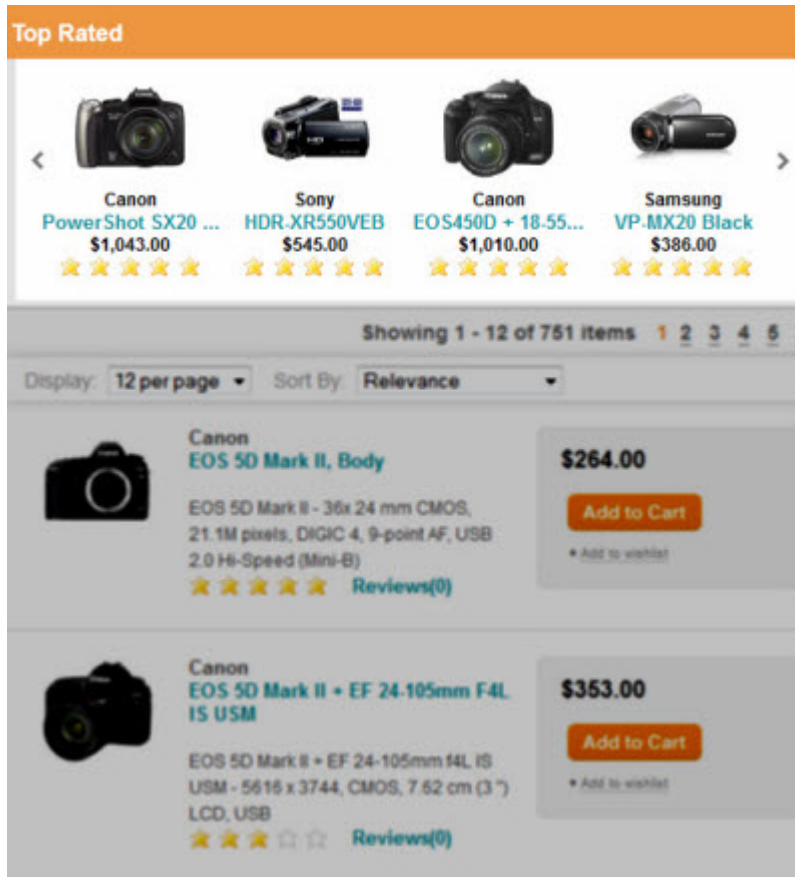 Top Rated
Canon
PowerShot SX20 ...
$1,043.00
Sony
HDR-XR550VEB
$545.00
Canon
EOS450D + 18-55...
$1,010.00
Samsung
VP-MX20 Black
$386.00
Showing 1 - 12 of 751 items 1 2 3 4 5
Display: 12 per page Sort By: Relevance
Canon
EOS 5D Mark II, Body
EOS 5D Mark II - 36x 24 mm CMOS,
21.1M pixels, DIGIC 4, 9-point AF, USB
2.0 Hi-Speed (Mini-B)
Reviews(0)
$264.00
Add to Cart
Add to wishlist
Canon
EOS 5D Mark II + EF 24-105mm F4L
IS USM
EOS 5D Mark II + EF 24-105mm f4L IS
USM - 5616 x 3744, CMOS, 7.62 cm (3 ")
LCD, USB
Reviews(0)
$353.00
Add to Cart
Add to wishlist